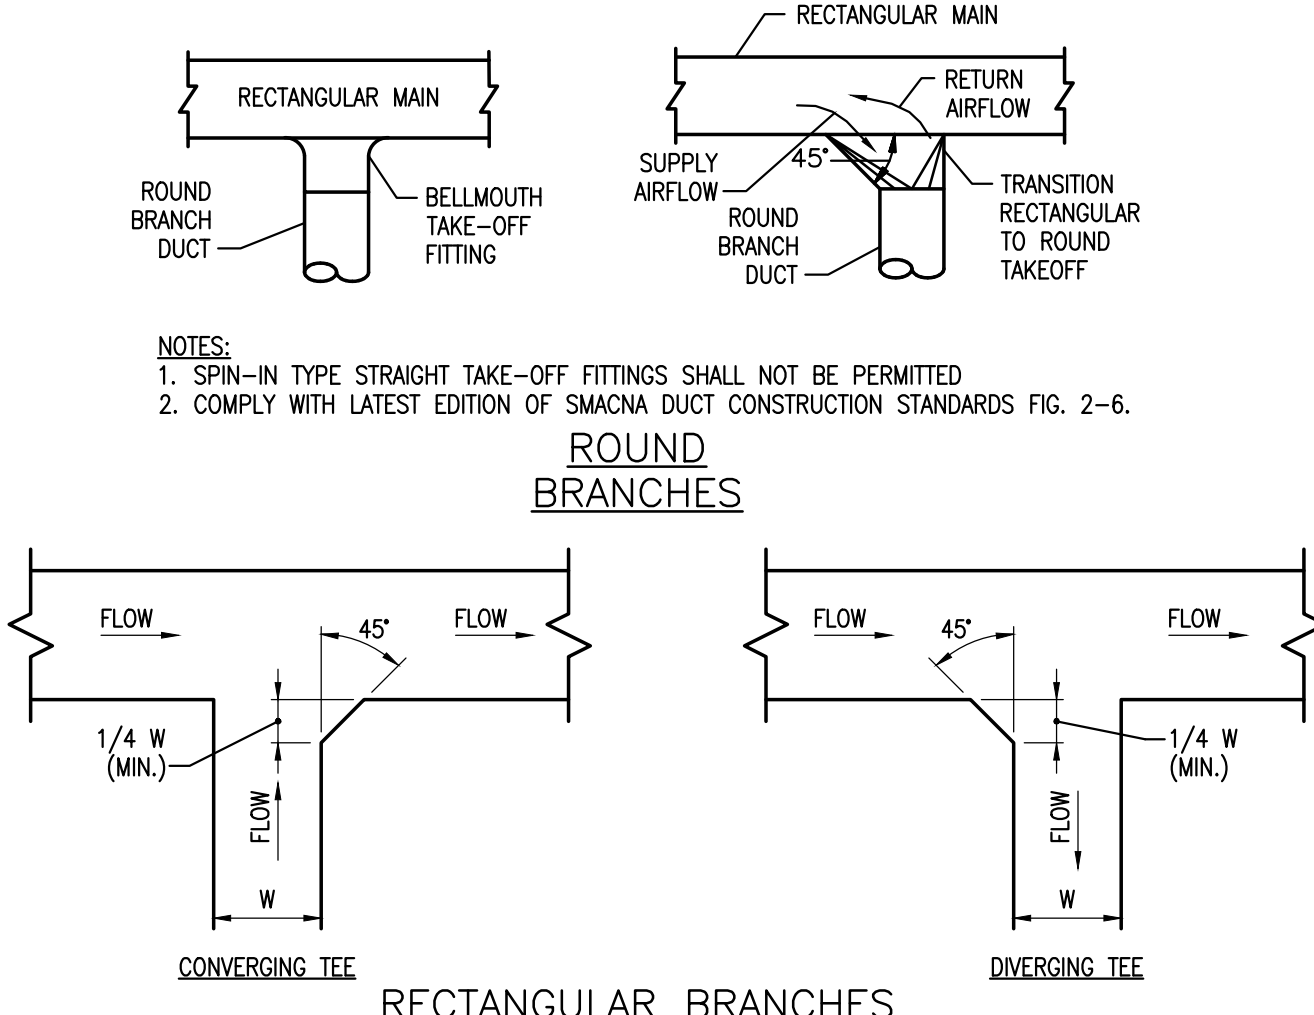 RECTANGULAR MAIN
ROUND
BRANCH
DUCT
BELLMOUTH
TAKE-OFF
FITTING
RECTANGULAR MAIN
RETURN
AIRFLOW
SUPPLY
AIRFLOW
45°
ROUND
BRANCH
DUCT
TRANSITION
RECTANGULAR
TO ROUND
TAKEOFF
NOTES:
1. SPIN-IN TYPE STRAIGHT TAKE-OFF FITTINGS SHALL NOT BE PERMITTED
2. COMPLY WITH LATEST EDITION OF SMACNA DUCT CONSTRUCTION STANDARDS FIG. 2-6.
ROUND
BRANCHES
FLOW
45°
FLOW
1/4 W
(MIN.)
FLOW
W
CONVERGING TEE
FLOW
45°
FLOW
1/4 W
(MIN.)
FLOW
W
DIVERGING TEE
RECTANGULAR BRANCHES